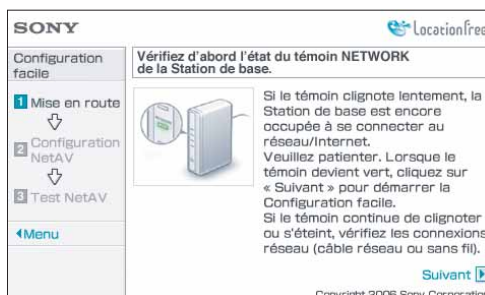 SONY
LocationFree
Configuration
facile
Vérifiez d'abord l'état du témoin NETWORK
de la Station de base.
1 Mise en route
2 Configuration
NetAV
3 Test NetAV
Menu
Si le témoin clignote lentement, la
Station de base est encore
occupée à se connecter au
réseau/Internet.
Veuillez patienter. Lorsque le
témoin devient vert, cliquez sur
« Suivant » pour démarrer la
Configuration facile.
Si le témoin continue de clignoter
ou s'éteint, vérifiez les connexions
réseau (câble réseau ou sans fil).
Suivant
Copyright 2006 Sony Corporation